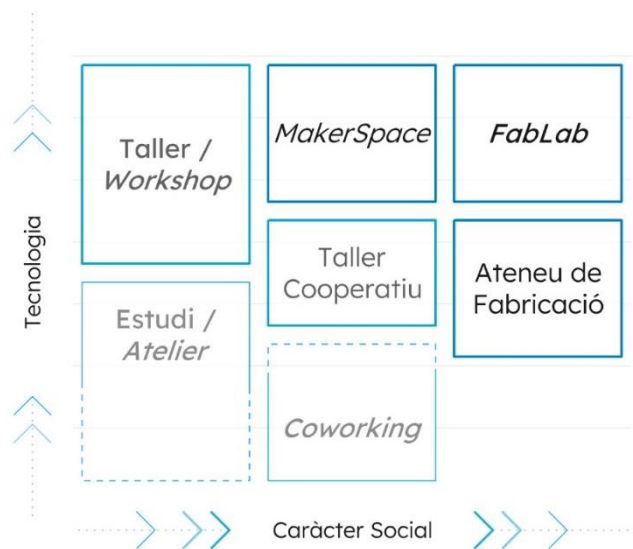 Taller /
Workshop
MakerSpace
FabLab
Taller
Cooperatiu
Ateneu de
Fabricació
Estudi /
Atelier
Coworking
Tecnologia
Caràcter Social